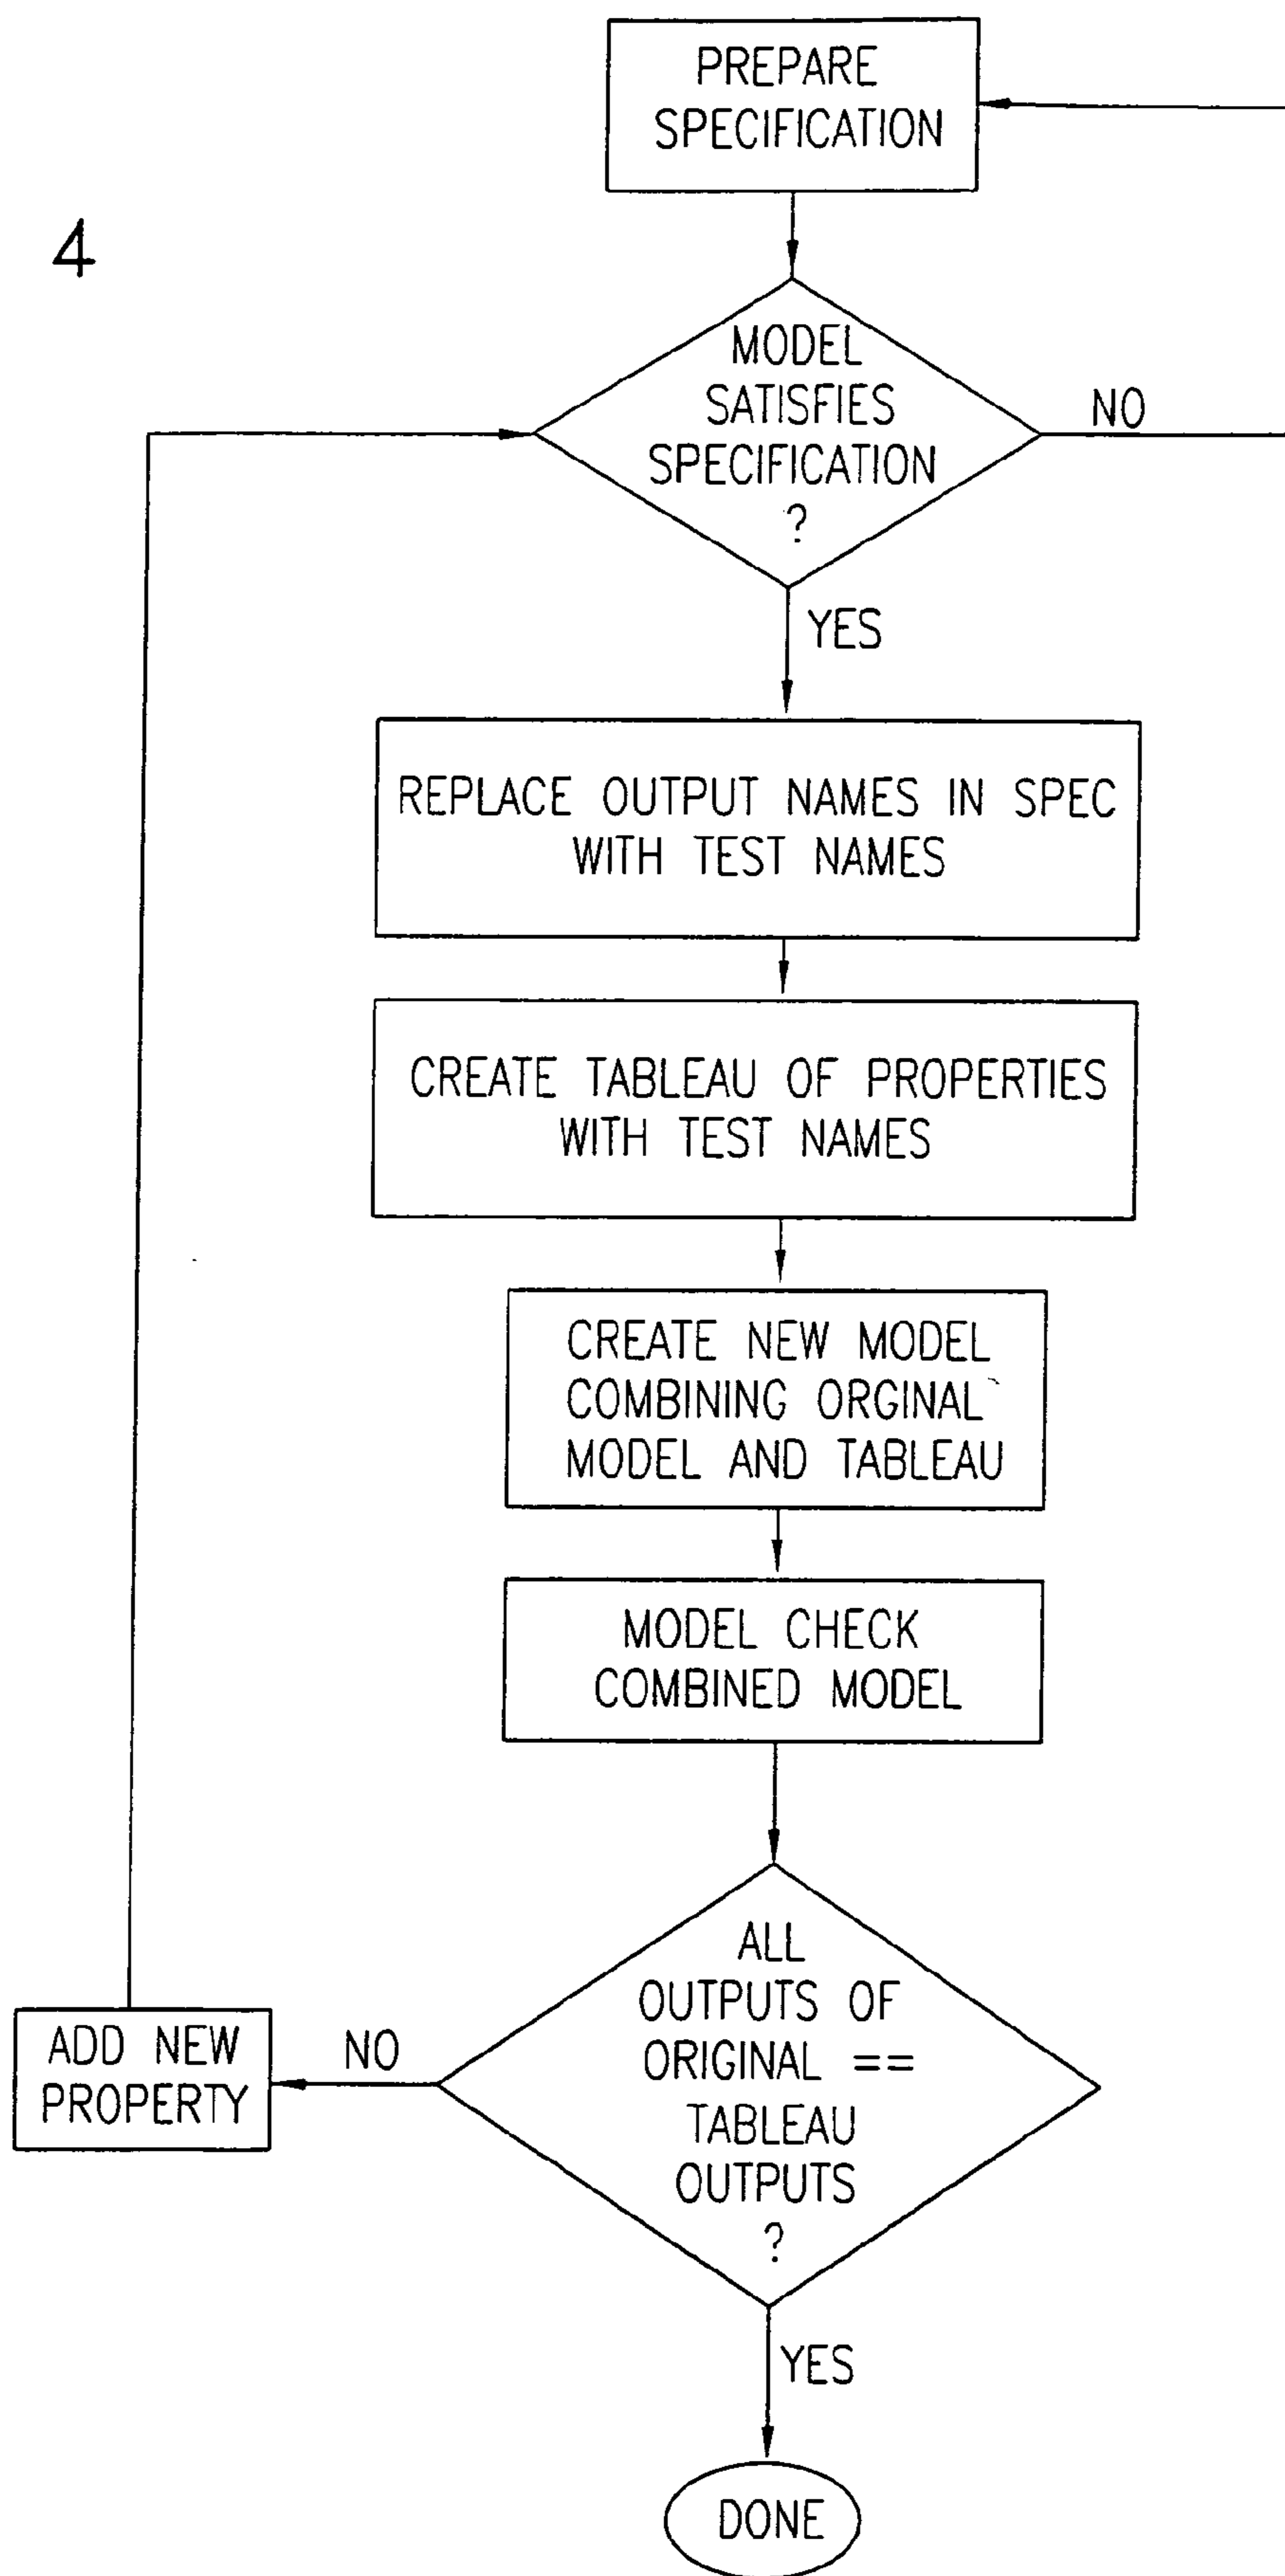 PREPARE
SPECIFICATION
4
MODEL
SATISFIES
SPECIFICATION
?
NO
YES
REPLACE OUTPUT NAMES IN SPEC
WITH TEST NAMES
CREATE TABLEAU OF PROPERTIES
WITH TEST NAMES
CREATE NEW MODEL
COMBINING ORGINAL
MODEL AND TABLEAU
MODEL CHECK
COMBINED MODEL
ALL
OUTPUTS OF
ORIGINAL ==
TABLEAU
OUTPUTS
?
NO
ADD NEW
PROPERTY
YES
DONE